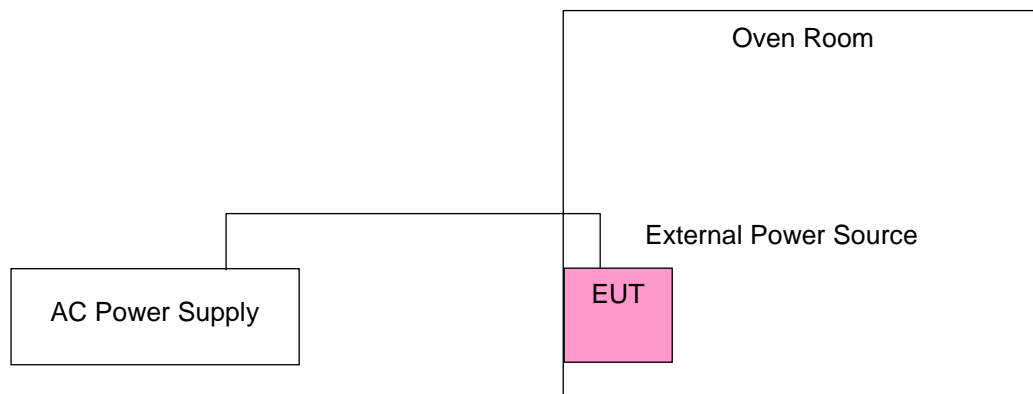 Oven Room
External Power Source
EUT
AC Power Supply